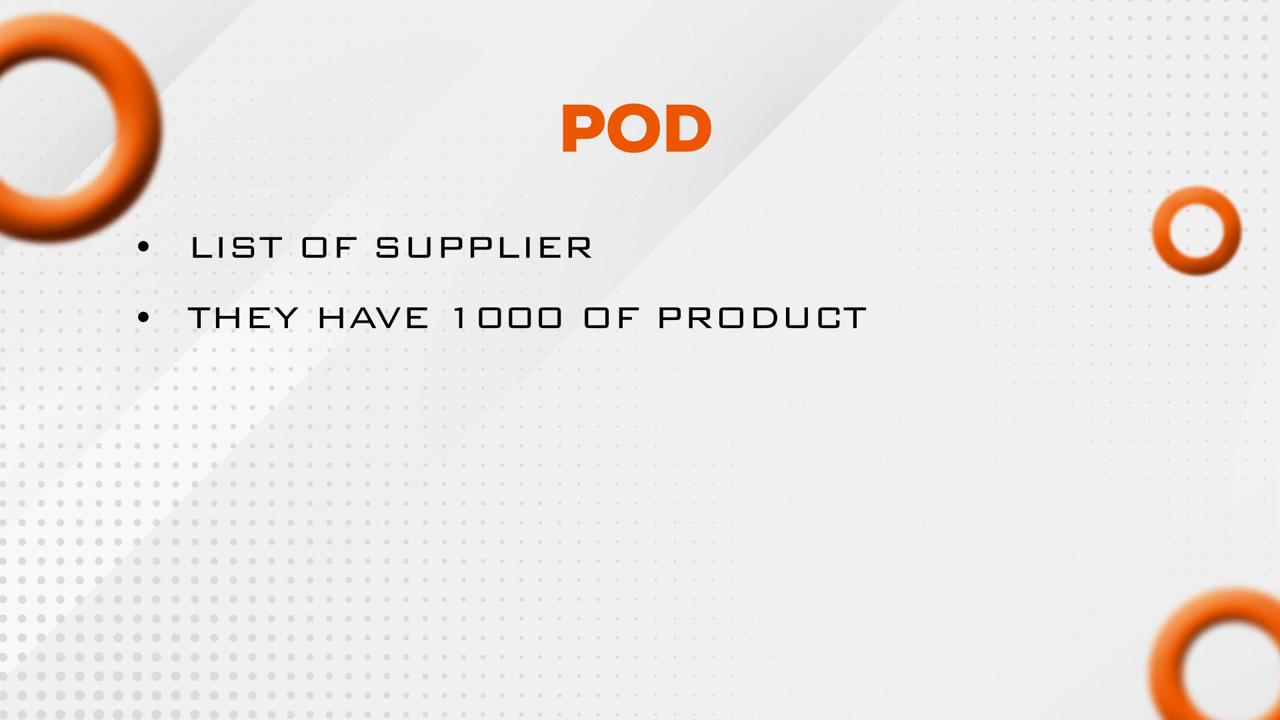 POD
• LIST OF SUPPLIER
• THEY HAVE 1000 OF PRODUCT